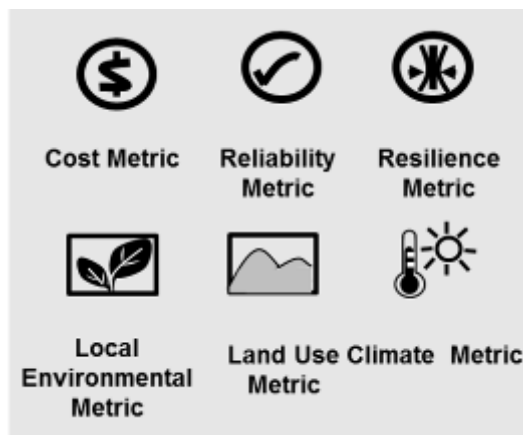 Cost Metric
Reliability
Metric
Resilience
Metric
Local
Environmental
Metric
Land Use
Metric
Climate Metric